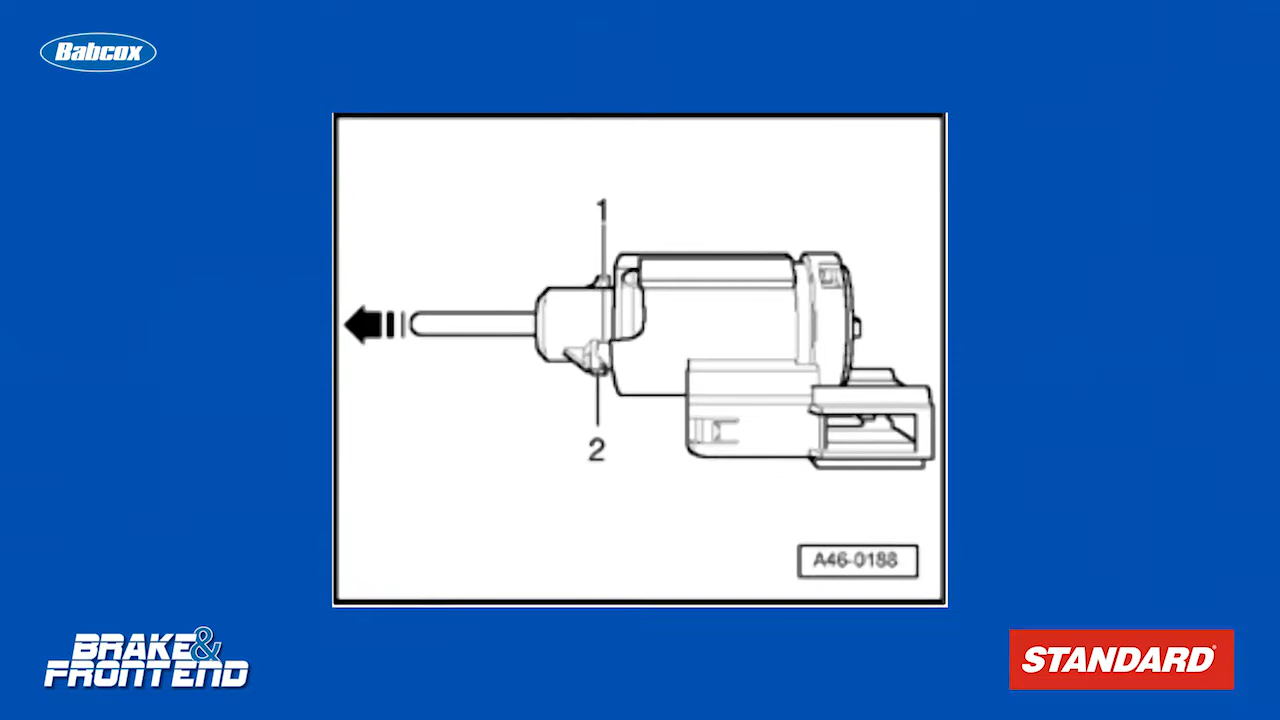 Babcox
1
2
A46-0188
BRAKE &
FRONT END
STANDARD®